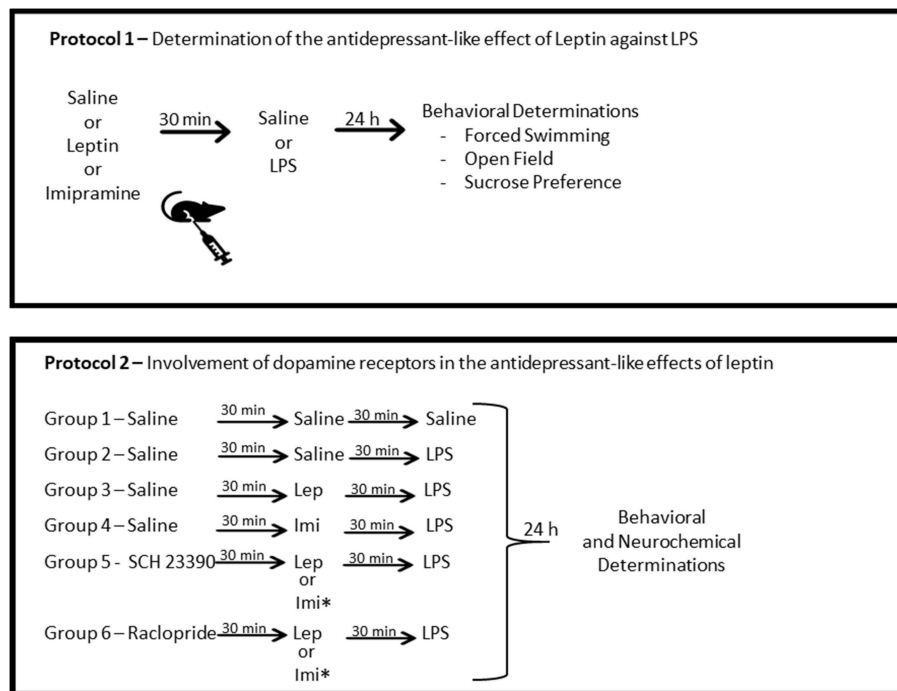 Protocol 1 – Determination of the antidepressant-like effect of Leptin against LPS
Saline
or
Leptin
or
Imipramine
30 min
Saline
or
LPS
24 h
Behavioral Determinations
- Forced Swimming
- Open Field
- Sucrose Preference
Protocol 2 – Involvement of dopamine receptors in the antidepressant-like effects of leptin
Group 1 – Saline 30 min Saline 30 min Saline
Group 2 – Saline 30 min Saline 30 min LPS
Group 3 – Saline 30 min Lep 30 min LPS
Group 4 – Saline 30 min Imi 30 min LPS
Group 5 - SCH 23390 30 min Lep 30 min LPS
or
Imi*
Group 6 – Raclopride 30 min Lep 30 min LPS
or
Imi*
24 h
Behavioral
and Neurochemical
Determinations